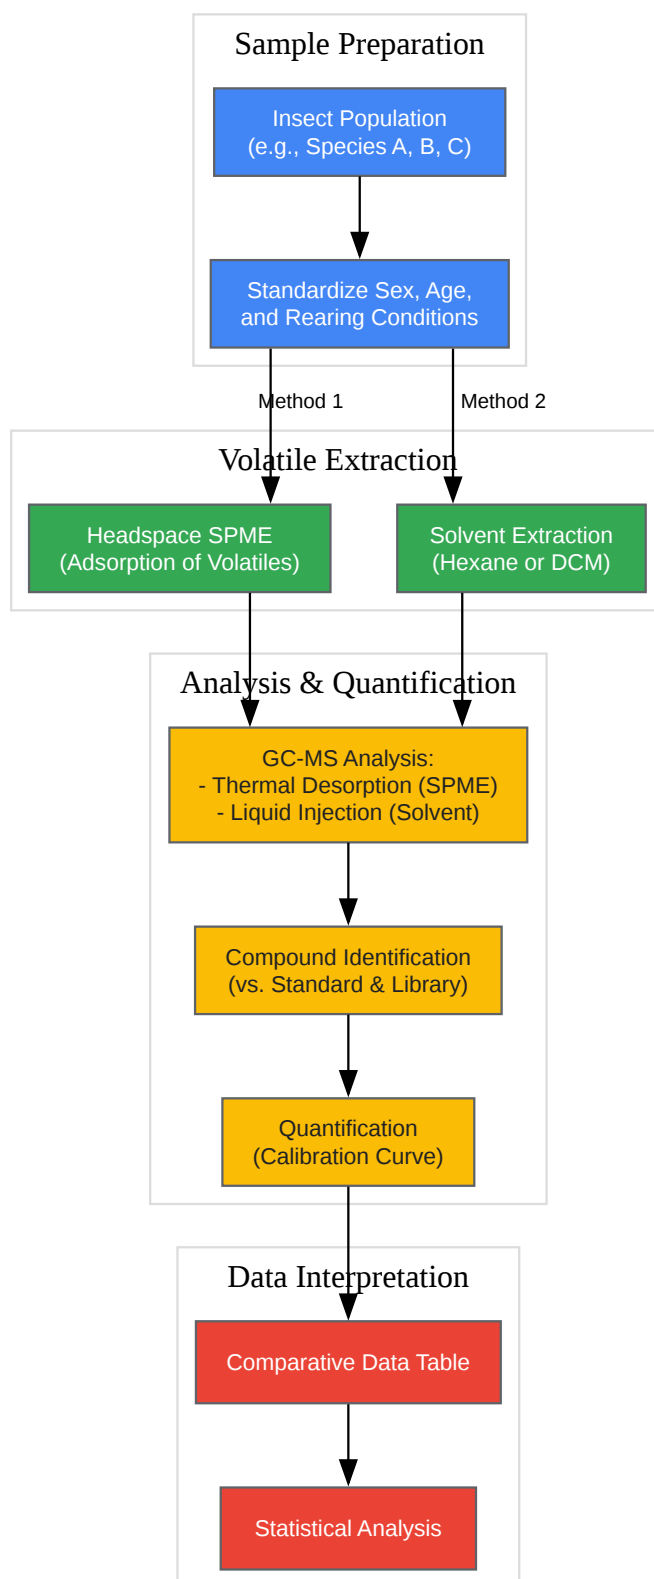 Sample Preparation
Insect Population
(e.g., Species A, B, C)
Standardize Sex, Age,
and Rearing Conditions
Method 1
Method 2
Volatile Extraction
Headspace SPME
(Adsorption of Volatiles)
Solvent Extraction
(Hexane or DCM)
Analysis & Quantification
GC-MS Analysis:
- Thermal Desorption (SPME)
- Liquid Injection (Solvent)
Compound Identification
(vs. Standard & Library)
Quantification
(Calibration Curve)
Data Interpretation
Comparative Data Table
Statistical Analysis